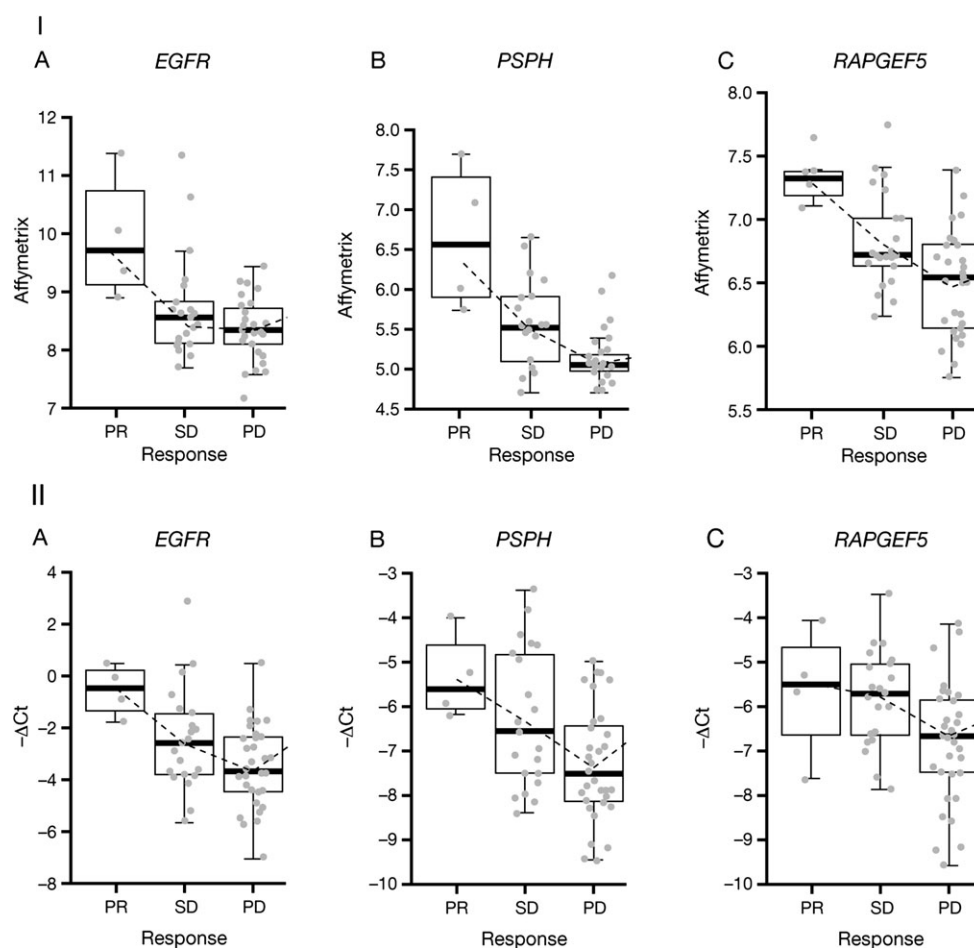 I
A EGFR B PSPH C RAPGEF5
Affymetrix
12
11
10
9
8
7
PR SD PD
Response
Affymetrix
8.0
7.5
7.0
6.5
6.0
5.5
5.0
4.5
PR SD PD
Response
Affymetrix
8.0
7.5
7.0
6.5
6.0
5.5
PR SD PD
Response
II
A EGFR B PSPH C RAPGEF5
−ΔCt
4
2
0
−2
−4
−6
−8
PR SD PD
Response
−ΔCt
−3
−4
−5
−6
−7
−8
−9
−10
PR SD PD
Response
−ΔCt
−3
−4
−5
−6
−7
−8
−9
−10
PR SD PD
Response